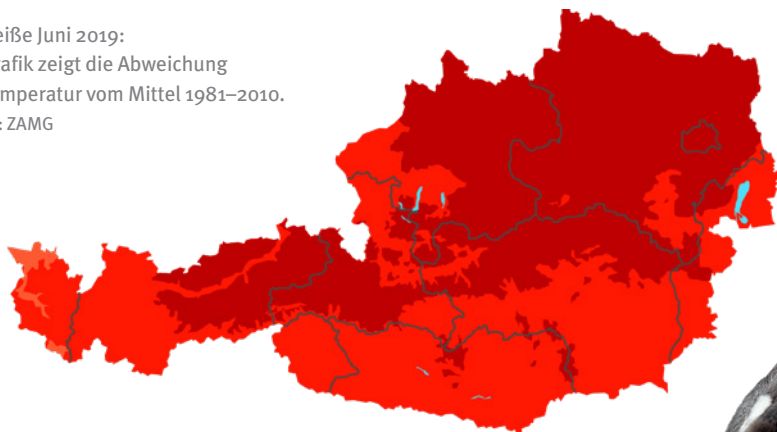 eiße Juni 2019:
afik zeigt die Abweichung
mperatur vom Mittel 1981–2010.
: ZAMG